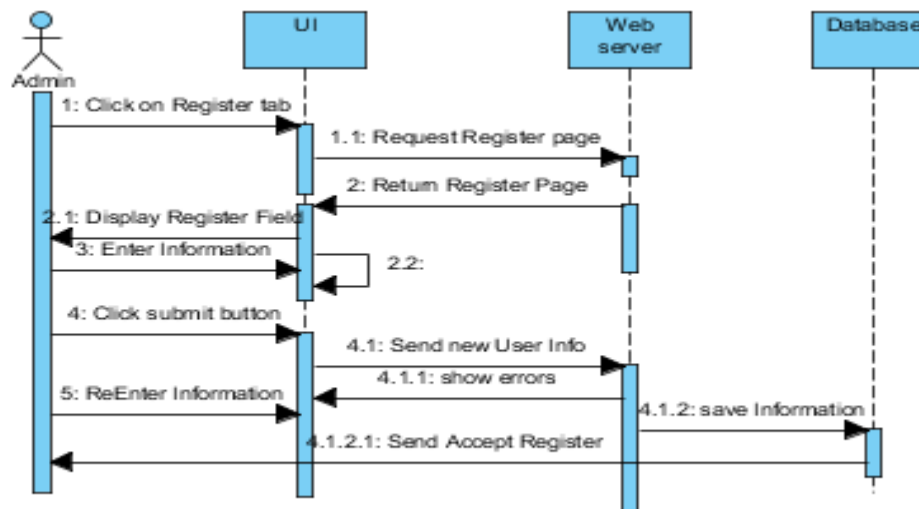 UI
Web
server
Database
Admin
1: Click on Register tab
1.1: Request Register page
2: Return Register Page
2.1: Display Register Field
3: Enter Information
2.2:
4: Click submit button
4.1: Send new User Info
4.1.1: show errors
5: ReEnter Information
4.1.2: save Information
4.1.2.1: Send Accept Register